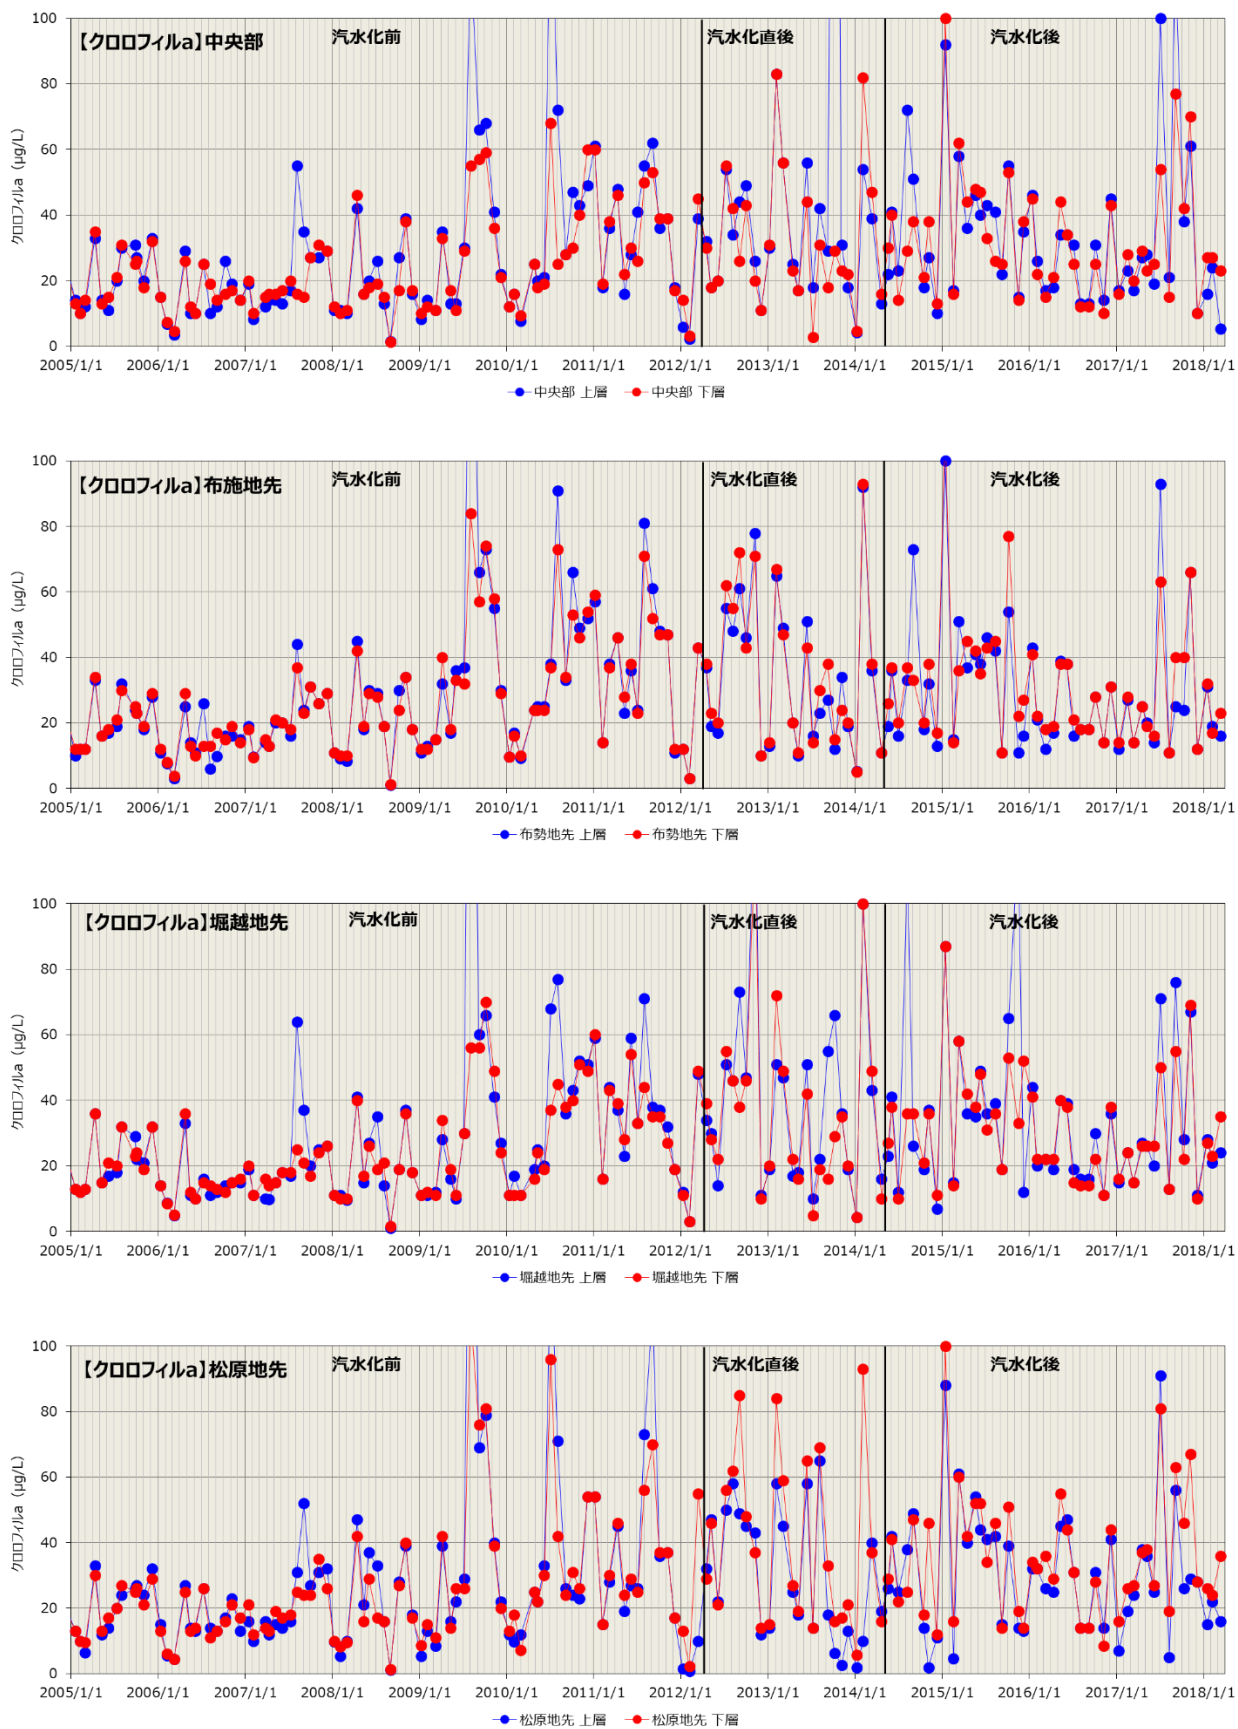 【クロロフィルa】中央部
汽水化前
汽水化直後
汽水化後
クロロフィルa (μg/L)
100
80
60
40
20
0
2005/1/1 2006/1/1 2007/1/1 2008/1/1 2009/1/1 2010/1/1 2011/1/1 2012/1/1 2013/1/1 2014/1/1 2015/1/1 2016/1/1 2017/1/1 2018/1/1
中央部 上層 中央部 下層
【クロロフィルa】布施地先
汽水化前
汽水化直後
汽水化後
クロロフィルa (μg/L)
100
80
60
40
20
0
2005/1/1 2006/1/1 2007/1/1 2008/1/1 2009/1/1 2010/1/1 2011/1/1 2012/1/1 2013/1/1 2014/1/1 2015/1/1 2016/1/1 2017/1/1 2018/1/1
布勢地先 上層 布勢地先 下層
【クロロフィルa】堀越地先
汽水化前
汽水化直後
汽水化後
クロロフィルa (μg/L)
100
80
60
40
20
0
2005/1/1 2006/1/1 2007/1/1 2008/1/1 2009/1/1 2010/1/1 2011/1/1 2012/1/1 2013/1/1 2014/1/1 2015/1/1 2016/1/1 2017/1/1 2018/1/1
堀越地先 上層 堀越地先 下層
【クロロフィルa】松原地先
汽水化前
汽水化直後
汽水化後
クロロフィルa (μg/L)
100
80
60
40
20
0
2005/1/1 2006/1/1 2007/1/1 2008/1/1 2009/1/1 2010/1/1 2011/1/1 2012/1/1 2013/1/1 2014/1/1 2015/1/1 2016/1/1 2017/1/1 2018/1/1
松原地先 上層 松原地先 下層